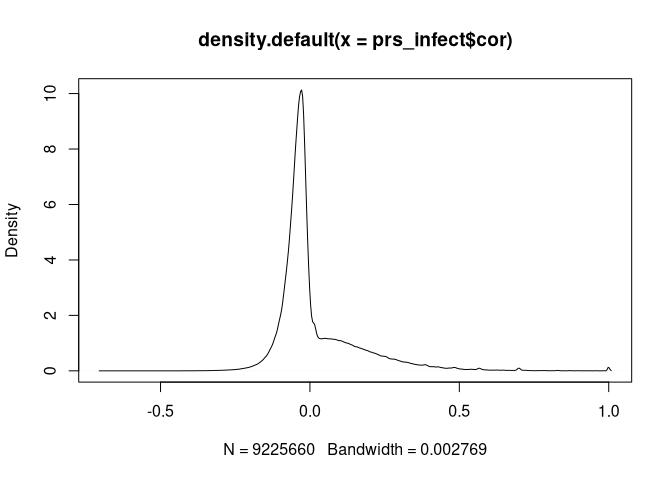 density.default(x = prs_infect$cor)
Density
10
8
6
4
2
0
-0.5 0.0 0.5 1.0
N = 9225660 Bandwidth = 0.002769